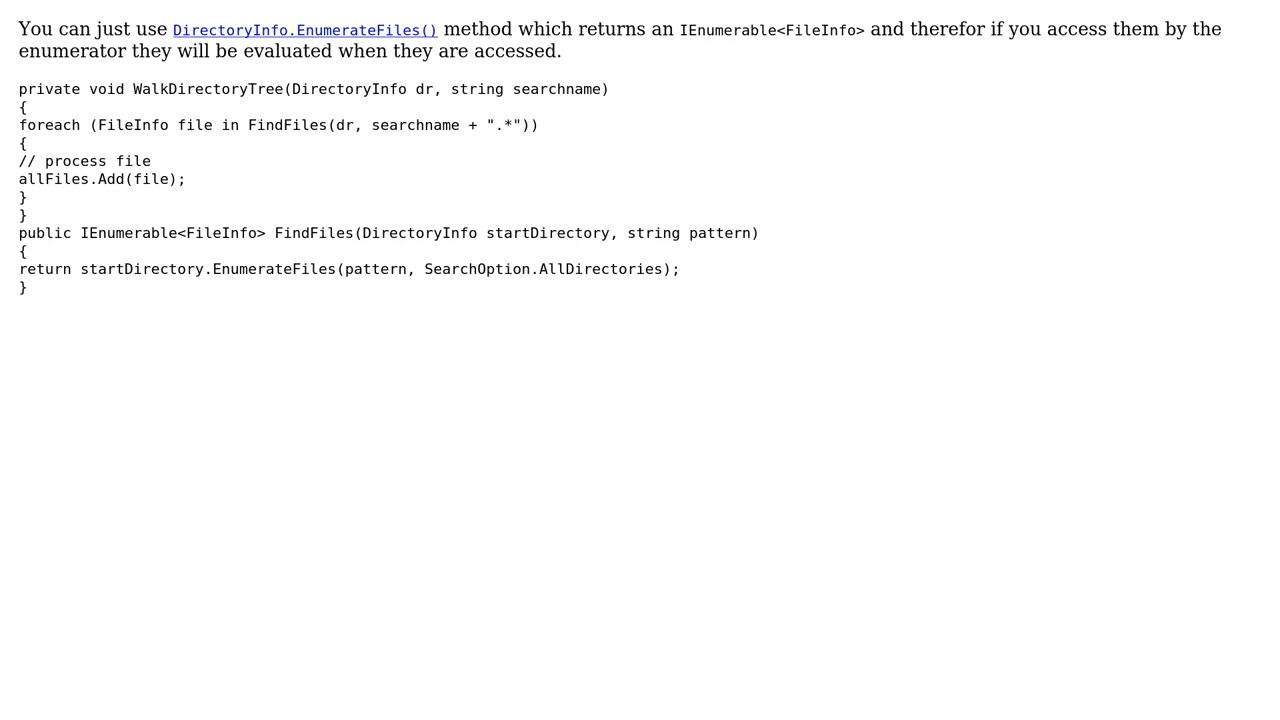 You can just use DirectoryInfo.EnumerateFiles() method which returns an IEnumerable<FileInfo> and therefor if you access them by the
enumerator they will be evaluated when they are accessed.
private void WalkDirectoryTree(DirectoryInfo dr, string searchname)
{
foreach (FileInfo file in FindFiles(dr, searchname + ".*"))
{
// process file
allFiles.Add(file);
}
}
public IEnumerable<FileInfo> FindFiles(DirectoryInfo startDirectory, string pattern)
{
return startDirectory.EnumerateFiles(pattern, SearchOption.AllDirectories);
}